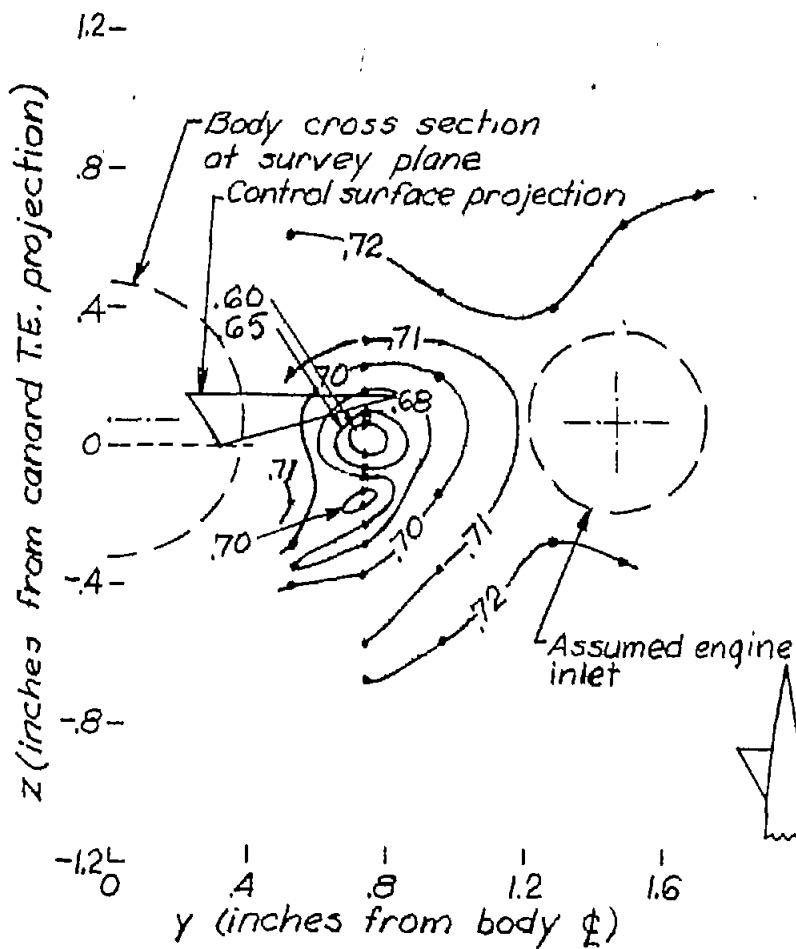 1.2
Body cross section
at survey plane
.8
Control surface projection
.72
.4
.60
.65
.71
.70
.68
0
.71
.70
.70
.71
-.4
.72
Assumed engine
inlet
-.8
-1.2
0 .4 .8 1.2 1.6
y (inches from body ℄)
z (inches from canard T.E. projection)